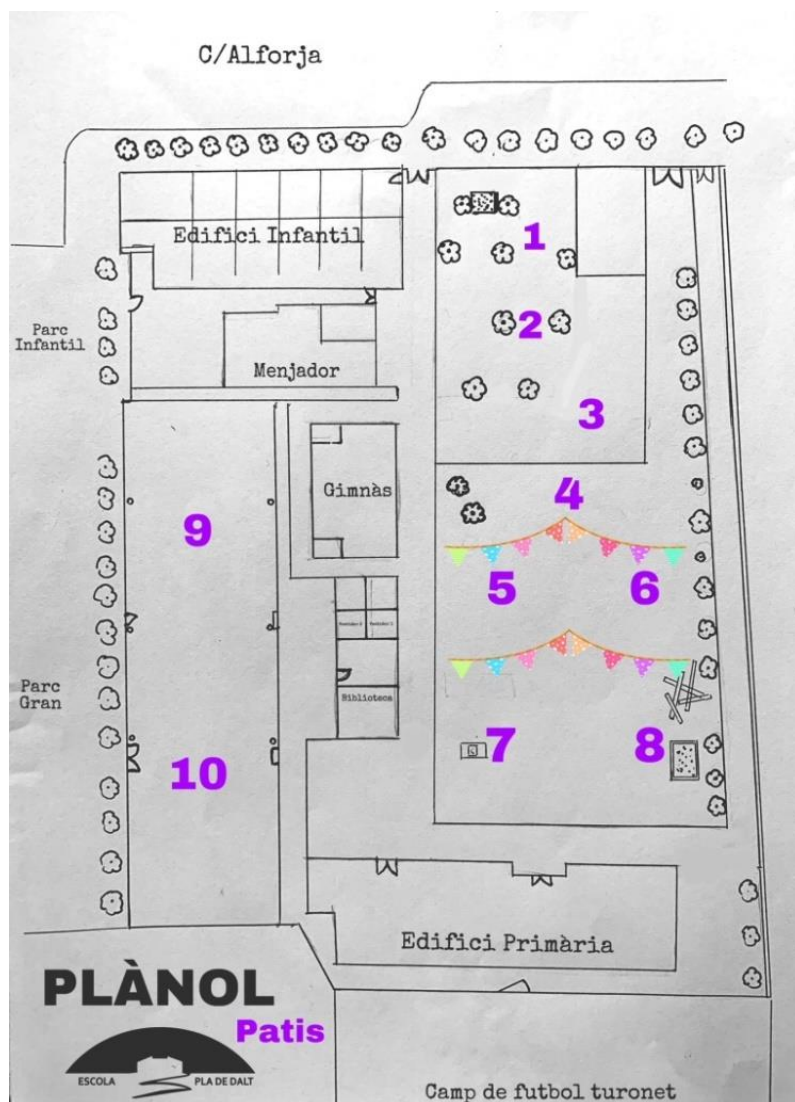 C/Alforja
Edifici Infantil
1
Parc
Infantil
2
Menjador
3
Gimnàs
4
9
5
6
Parc
Gran
Biblioteca
7
8
10
Edifici Primària
PLÀNOL
Patis
ESCOLA PLA DE DALT
Camp de futbol turonet